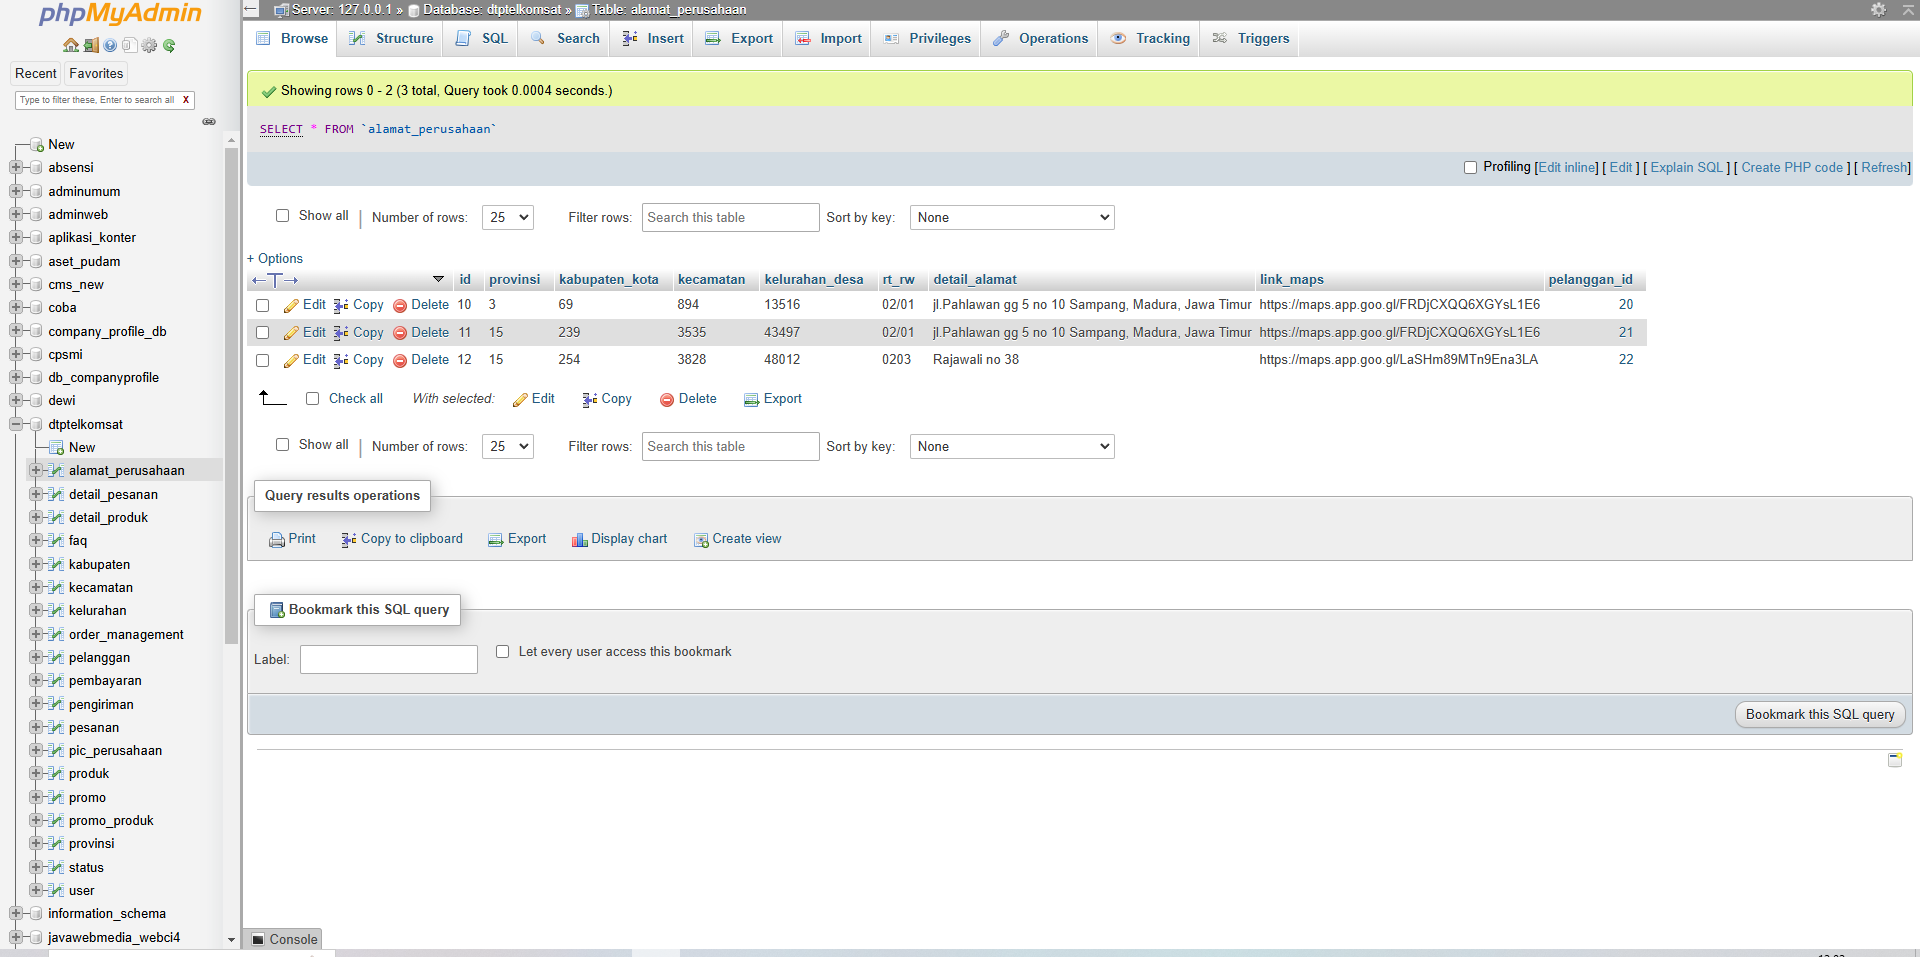 phpMyAdmin
Recent Favorites
Type to filter these, Enter to search all X
New
absensi
adminumum
adminweb
aplikasi_konter
aset_pudam
cms_new
coba
company_profile_db
cpsmi
db_companyprofile
dewi
dtptelkomsat
New
alamat_perusahaan
detail_pesanan
detail_produk
faq
kabupaten
kecamatan
kelurahan
order_management
pelanggan
pembayaran
pengiriman
pesanan
pic_perusahaan
produk
promo
promo_produk
provinsi
status
user
information_schema
javawebmedia_webci4
Server: 127.0.0.1 » Database: dtptelkomsat » Table: alamat_perusahaan
Browse Structure SQL Search Insert Export Import Privileges Operations Tracking Triggers
Showing rows 0 - 2 (3 total, Query took 0.0004 seconds.)
SELECT * FROM `alamat_perusahaan`
Profiling [Edit inline] [ Edit ] [ Explain SQL ] [ Create PHP code ] [ Refresh]
Show all | Number of rows: 25 Filter rows: Search this table Sort by key: None
+ Options
←T→ id provinsi kabupaten_kota kecamatan kelurahan_desa rt_rw detail_alamat link_maps pelanggan_id
Edit Copy Delete 10 3 69 894 13516 02/01 jl.Pahlawan gg 5 no 10 Sampang, Madura, Jawa Timur https://maps.app.goo.gl/FRDjCXQQ6XGYsL1E6 20
Edit Copy Delete 11 15 239 3535 43497 02/01 jl.Pahlawan gg 5 no 10 Sampang, Madura, Jawa Timur https://maps.app.goo.gl/FRDjCXQQ6XGYsL1E6 21
Edit Copy Delete 12 15 254 3828 48012 0203 Rajawali no 38 https://maps.app.goo.gl/LaSHm89MTn9Ena3LA 22
Check all With selected: Edit Copy Delete Export
Show all | Number of rows: 25 Filter rows: Search this table Sort by key: None
Query results operations
Print Copy to clipboard Export Display chart Create view
Bookmark this SQL query
Label: Let every user access this bookmark
Bookmark this SQL query
Console